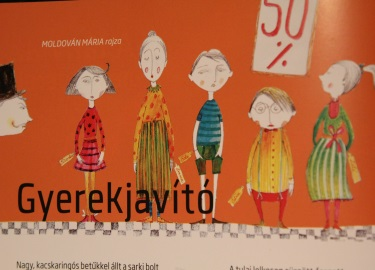 MOLDOVÁN MÁRIA rajza
50
%
Gyerekjavító
Nagy, kacskaringós betűkkel állt a sarki bolt